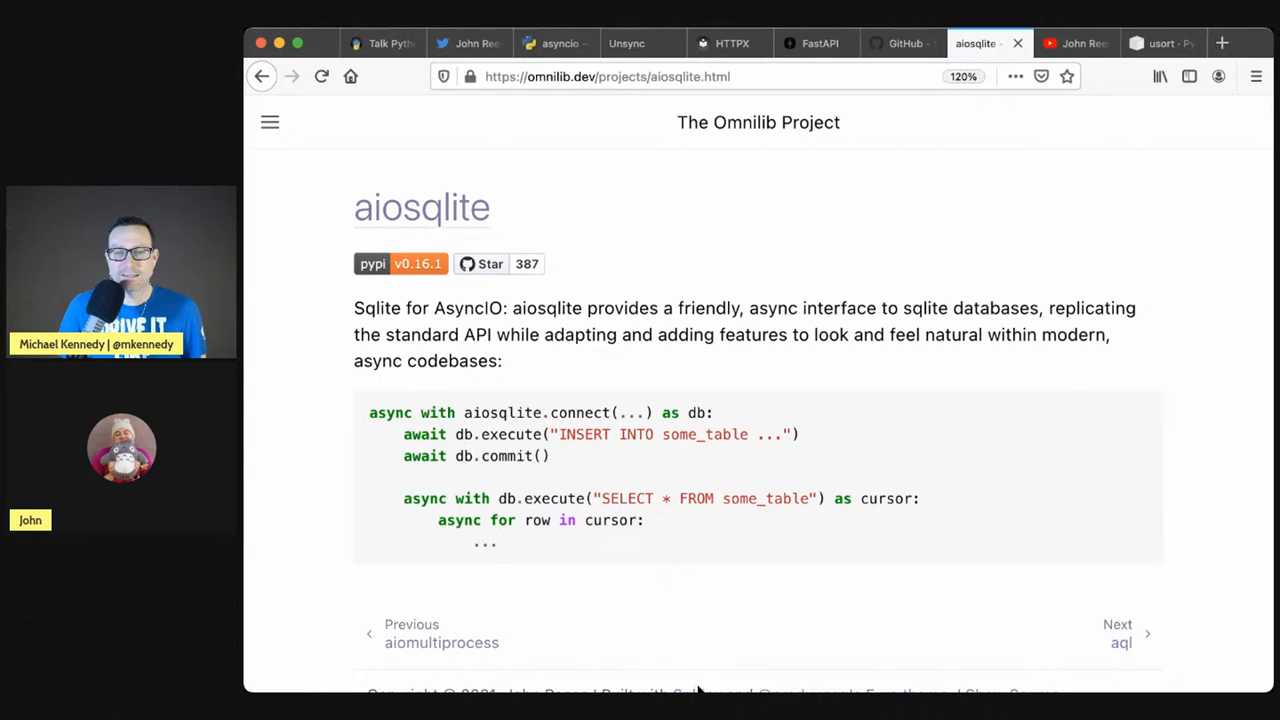 Talk Pyth
John Ree
asyncio —
Unsync
HTTPX
FastAPI
GitHub -
aiosqlite -
John Ree
usort · Py
https://omnilib.dev/projects/aiosqlite.html
120%
The Omnilib Project
aiosqlite
pypi v0.16.1
Star 387
Sqlite for AsyncIO: aiosqlite provides a friendly, async interface to sqlite databases, replicating
the standard API while adapting and adding features to look and feel natural within modern,
async codebases:
async with aiosqlite.connect(...) as db:
await db.execute("INSERT INTO some_table ...")
await db.commit()
async with db.execute("SELECT * FROM some_table") as cursor:
async for row in cursor:
...
Previous
aiomultiprocess
Next
aql
Michael Kennedy | @mkennedy
John